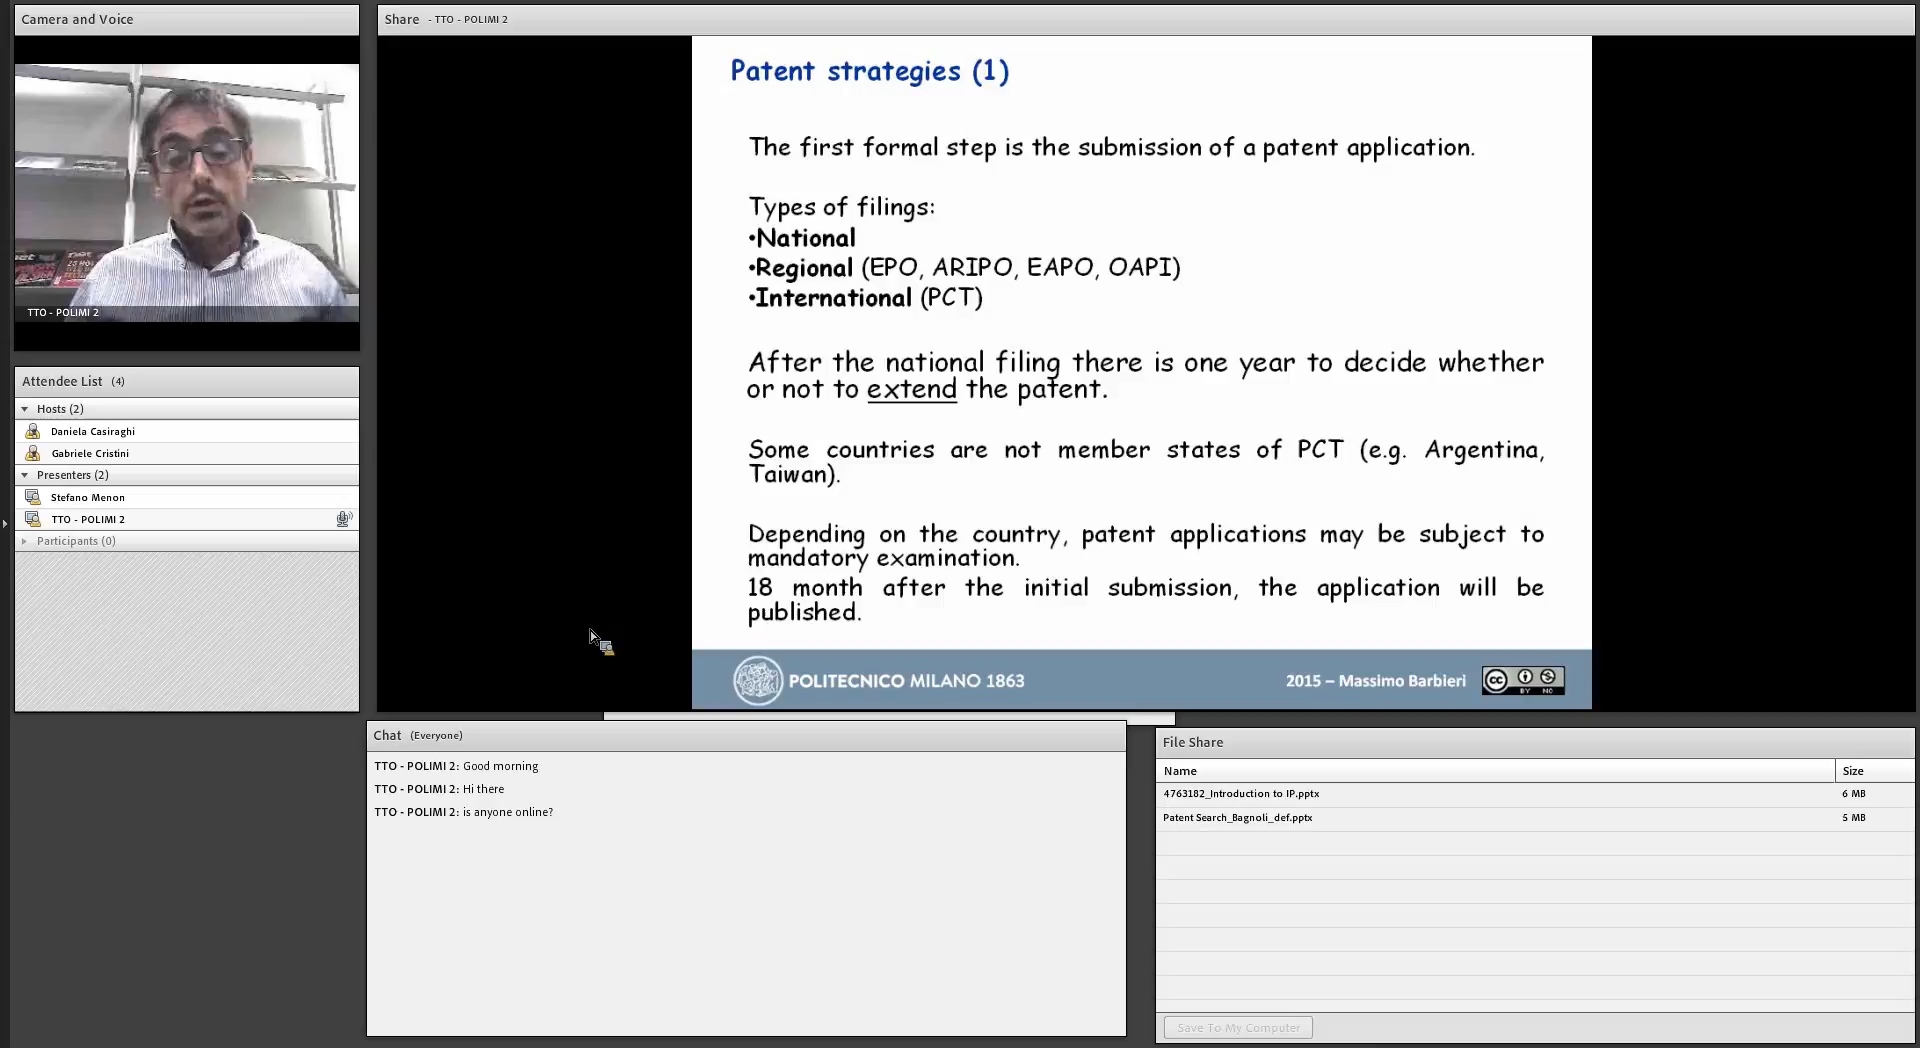 Camera and Voice
TTO - POLIMI 2
Attendee List (4)
Hosts (2)
Daniela Casiraghi
Gabriele Cristini
Presenters (2)
Stefano Menon
TTO - POLIMI 2
Participants (0)
Share - TTO - POLIMI 2
Patent strategies (1)
The first formal step is the submission of a patent application.
Types of filings:
•National
•Regional (EPO, ARIPO, EAPO, OAPI)
•International (PCT)
After the national filing there is one year to decide whether
or not to extend the patent.
Some countries are not member states of PCT (e.g. Argentina,
Taiwan).
Depending on the country, patent applications may be subject to
mandatory examination.
18 month after the initial submission, the application will be
published.
POLITECNICO MILANO 1863
2015 – Massimo Barbieri
cc
BY NC
Chat (Everyone)
TTO - POLIMI 2: Good morning
TTO - POLIMI 2: Hi there
TTO - POLIMI 2: is anyone online?
File Share
Name Size
4763182_Introduction to IP.pptx 6 MB
Patent Search_Bagnoli_def.pptx 5 MB
Save To My Computer